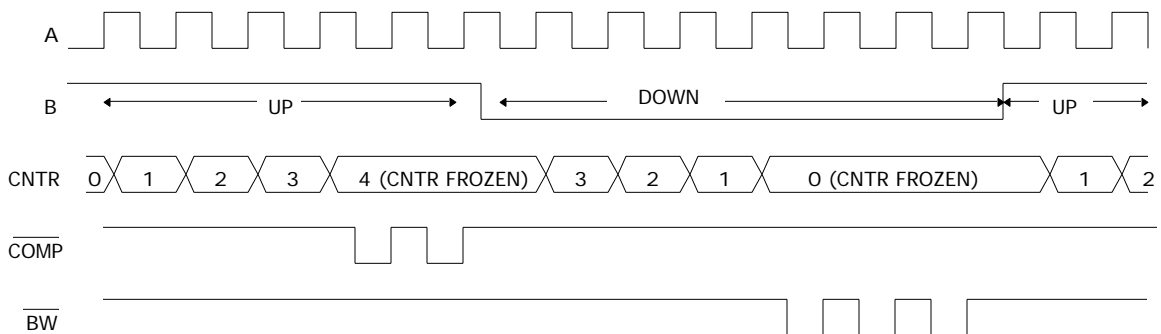 A
B UP DOWN UP
CNTR 0 1 2 3 4 (CNTR FROZEN) 3 2 1 0 (CNTR FROZEN) 1 2
COMP
BW